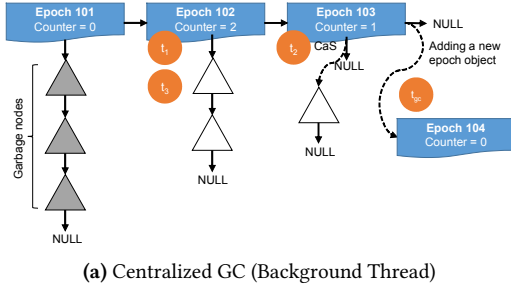 Epoch 101
Counter = 0
Epoch 102
Counter = 2
Epoch 103
Counter = 1
NULL
t1
t3
t2
CaS
NULL
Adding a new
epoch object
tgc
Epoch 104
Counter = 0
Garbage nodes
NULL
NULL
NULL
(a) Centralized GC (Background Thread)